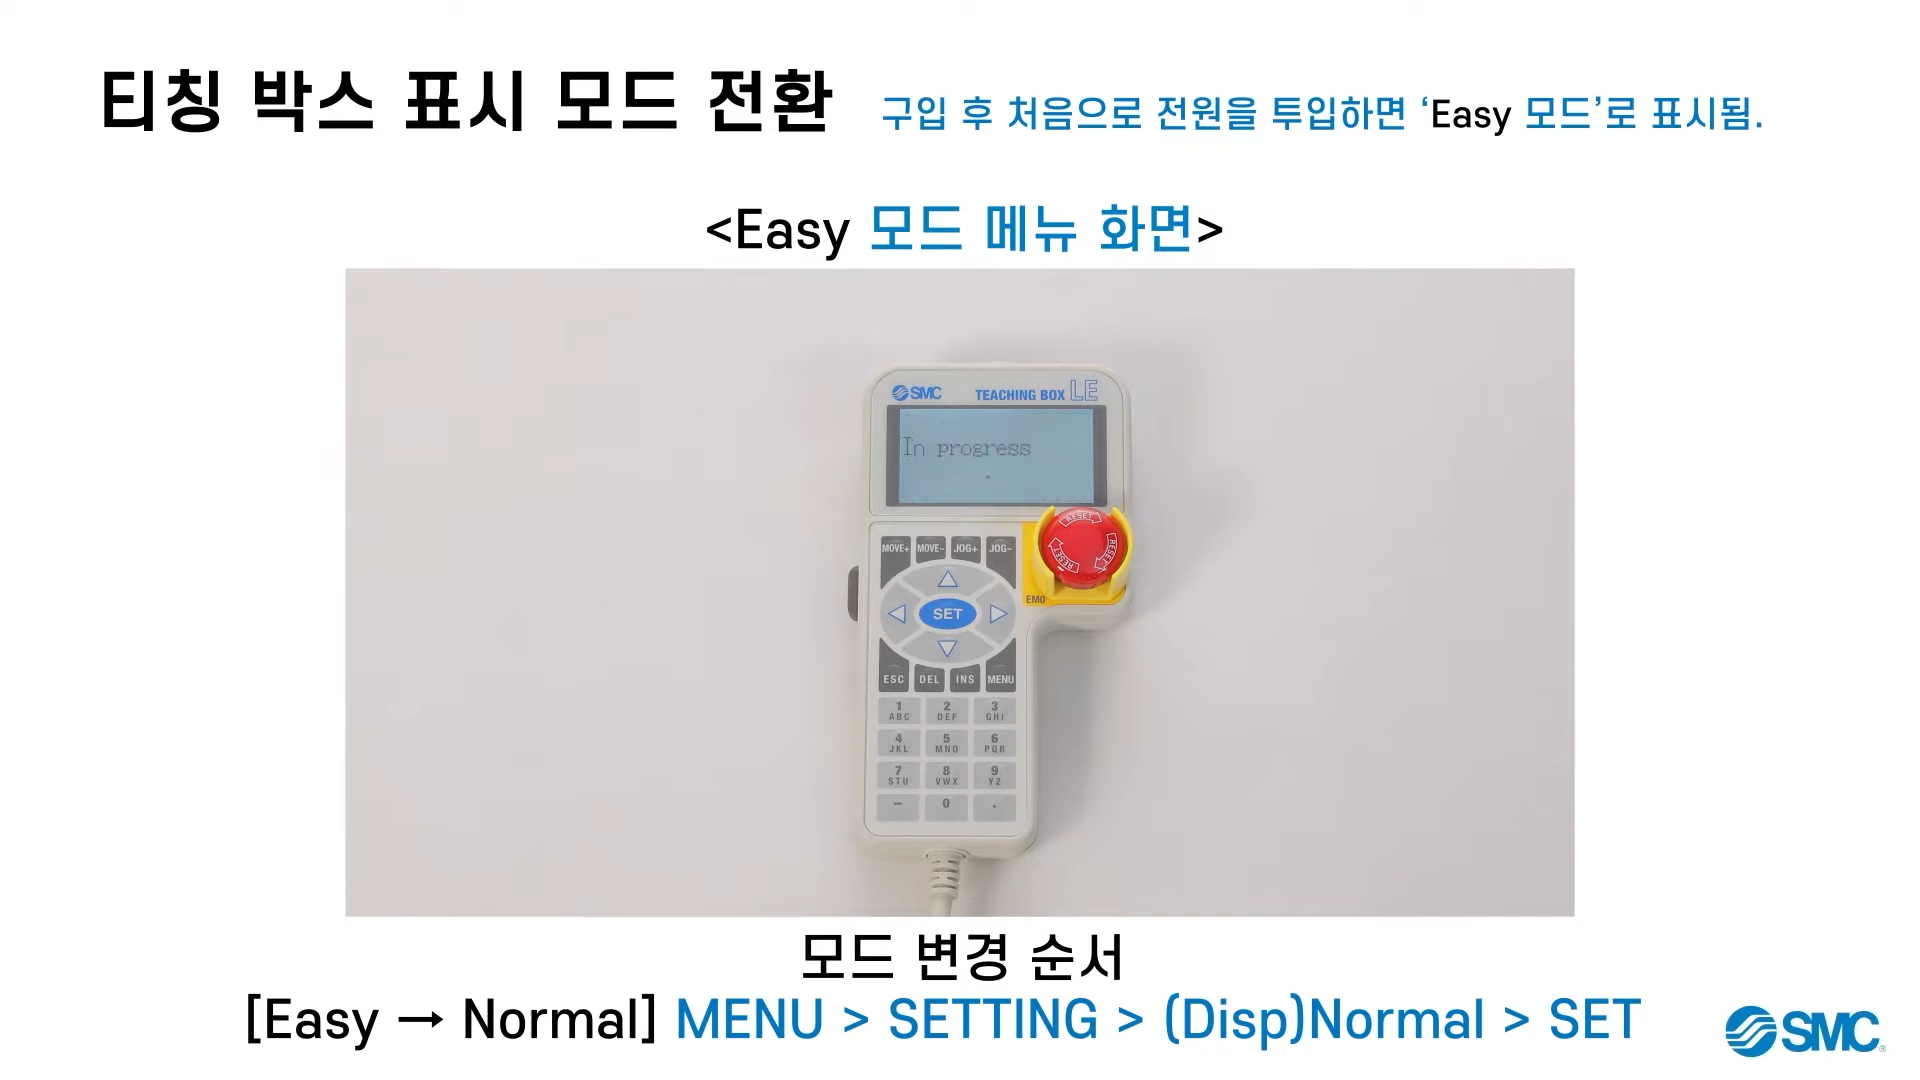 티칭 박스 표시 모드 전환
구입 후 처음으로 전원을 투입하면 ‘Easy 모드’로 표시됨.
<Easy 모드 메뉴 화면>
SMC TEACHING BOX LE
In progress
RESET RESET RESET
MOVE+ MOVE- JOG+ JOG-
EMO
SET
ESC DEL INS MENU
1 2 3
ABC DEF GHI
4 5 6
JKL MNO PQR
7 8 9
STU VWX YZ
- 0 .
모드 변경 순서
[Easy → Normal] MENU > SETTING > (Disp)Normal > SET
SMC®